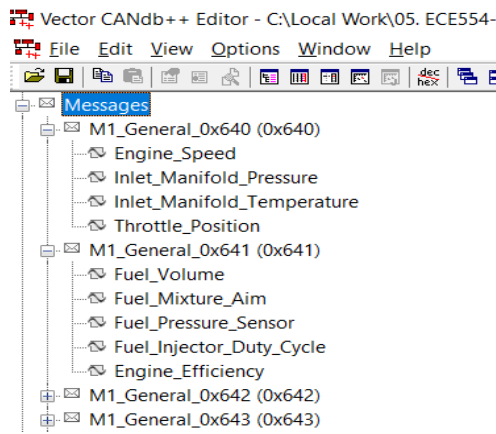 Vector CANdb++ Editor - C:\Local Work\05. ECE554-
File Edit View Options Window Help
dec
hex
Messages
M1_General_0x640 (0x640)
Engine_Speed
Inlet_Manifold_Pressure
Inlet_Manifold_Temperature
Throttle_Position
M1_General_0x641 (0x641)
Fuel_Volume
Fuel_Mixture_Aim
Fuel_Pressure_Sensor
Fuel_Injector_Duty_Cycle
Engine_Efficiency
M1_General_0x642 (0x642)
M1_General_0x643 (0x643)